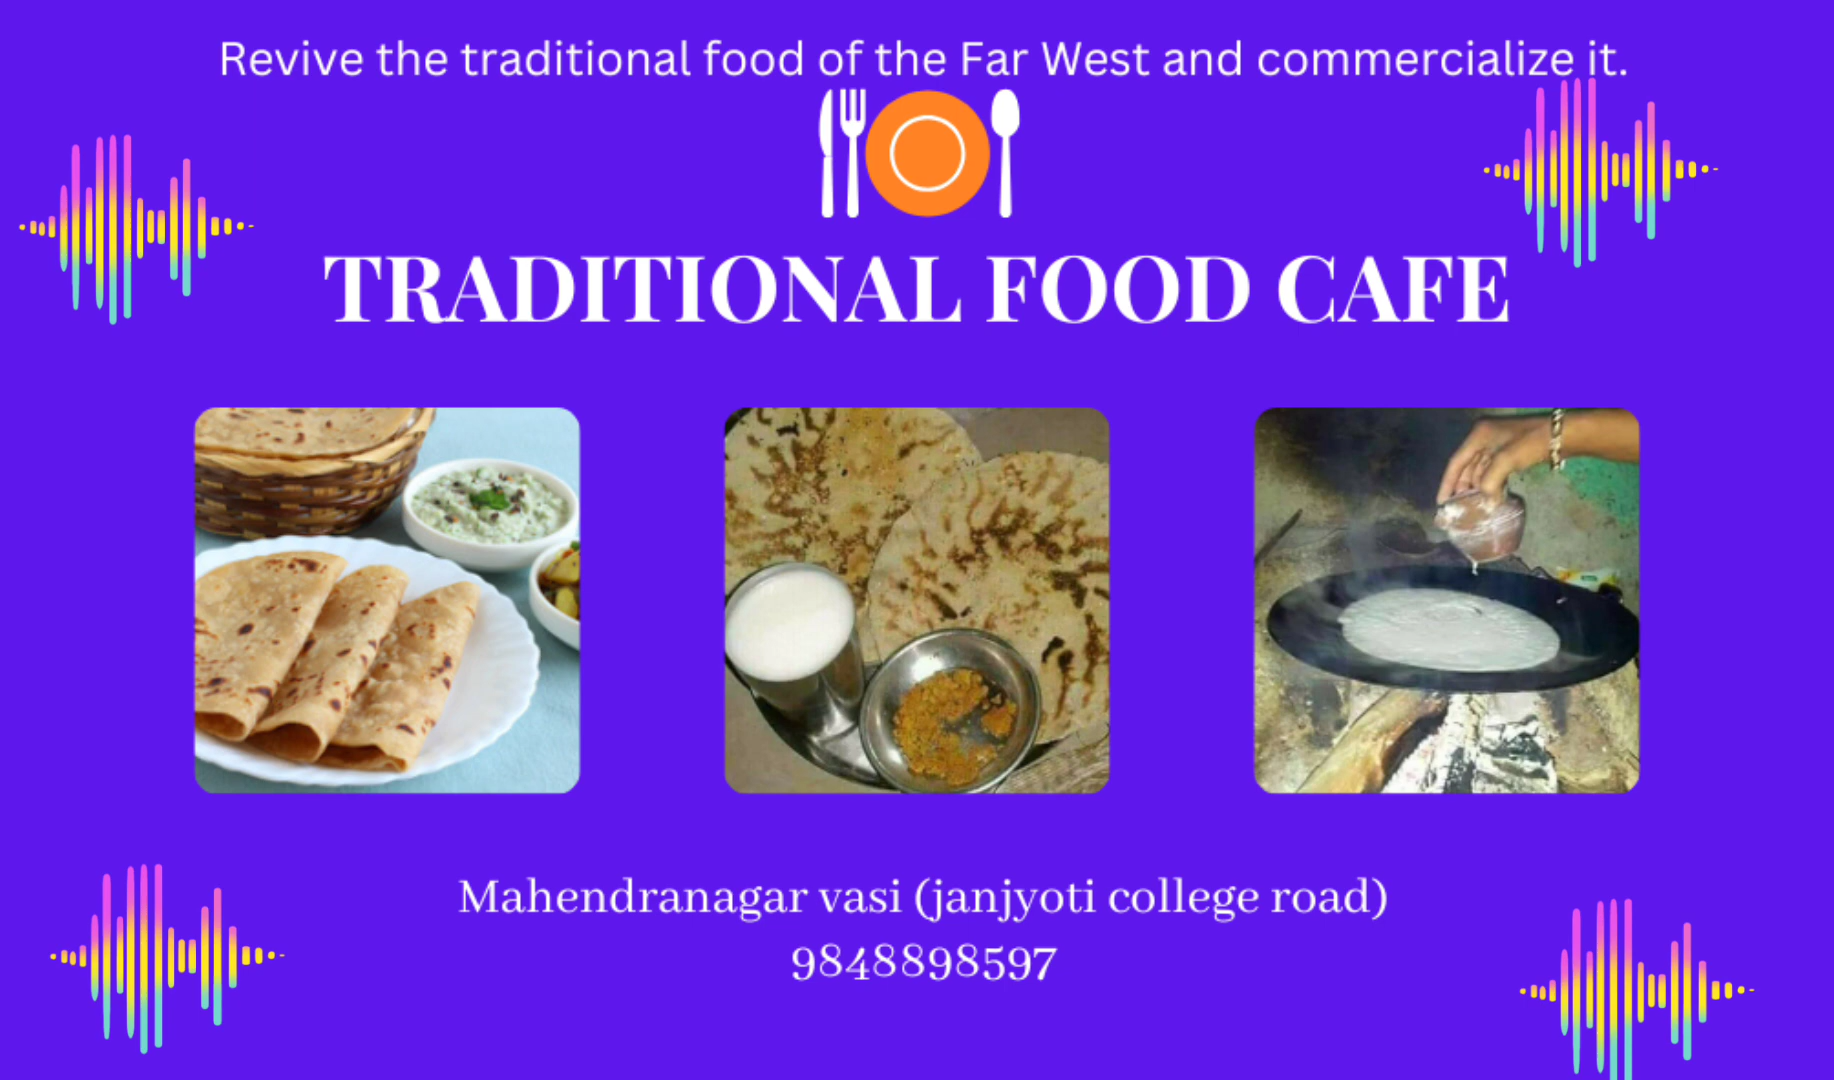 Revive the traditional food of the Far West and commercialize it.
TRADITIONAL FOOD CAFE
Mahendranagar vasi (janjyoti college road)
9848898597